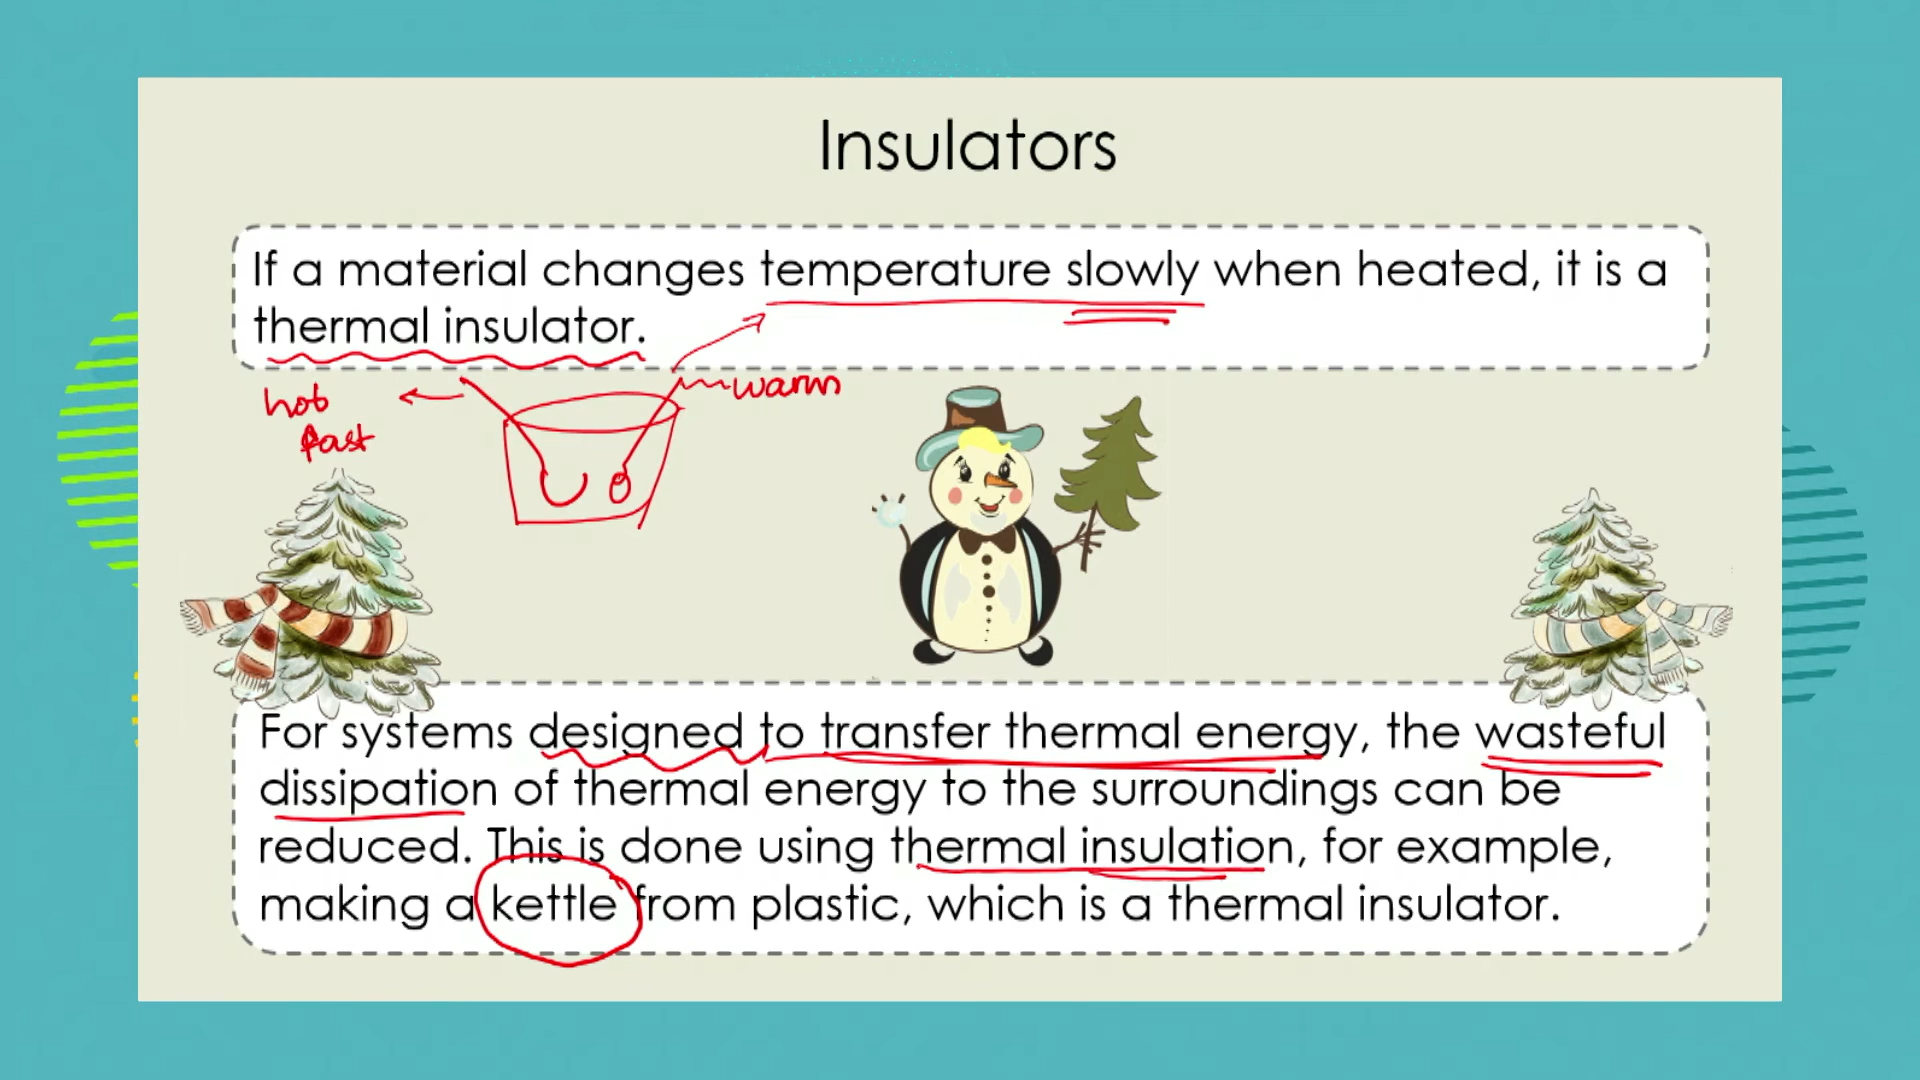 Insulators
If a material changes temperature slowly when heated, it is a
thermal insulator.
hot
fast
warm
For systems designed to transfer thermal energy, the wasteful
dissipation of thermal energy to the surroundings can be
reduced. This is done using thermal insulation, for example,
making a kettle from plastic, which is a thermal insulator.